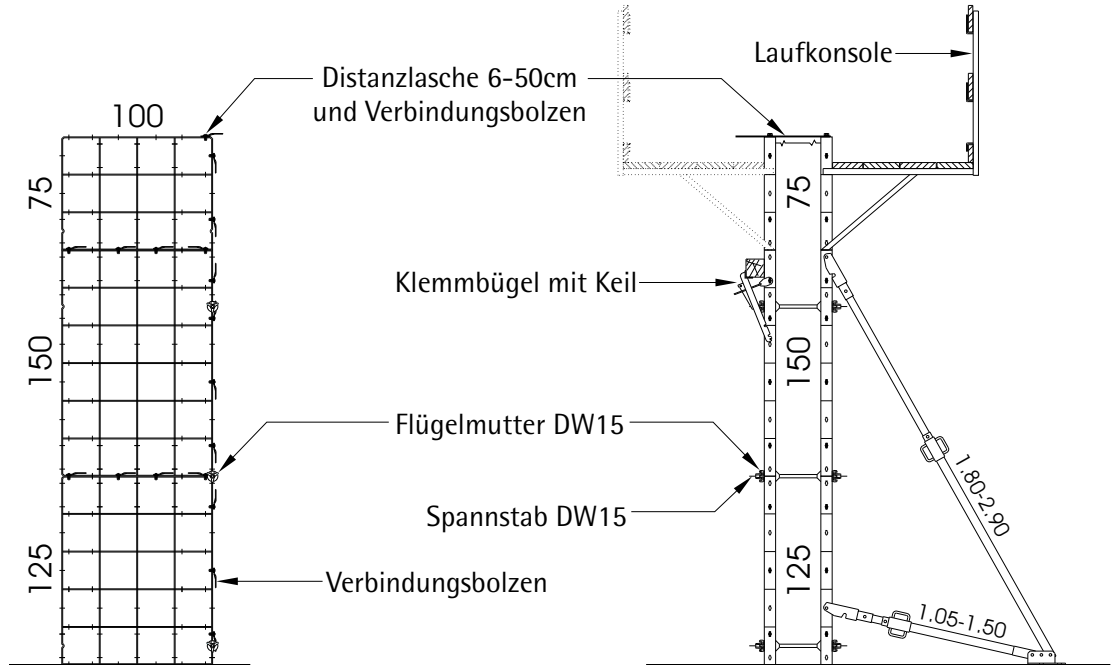 Laufkonsole
Distanzlasche 6-50cm
und Verbindungsbolzen
100
75
75
Klemmbügel mit Keil
150
150
Flügelmutter DW15
1.80-2.90
Spannstab DW15
125
125
Verbindungsbolzen
1.05-1.50